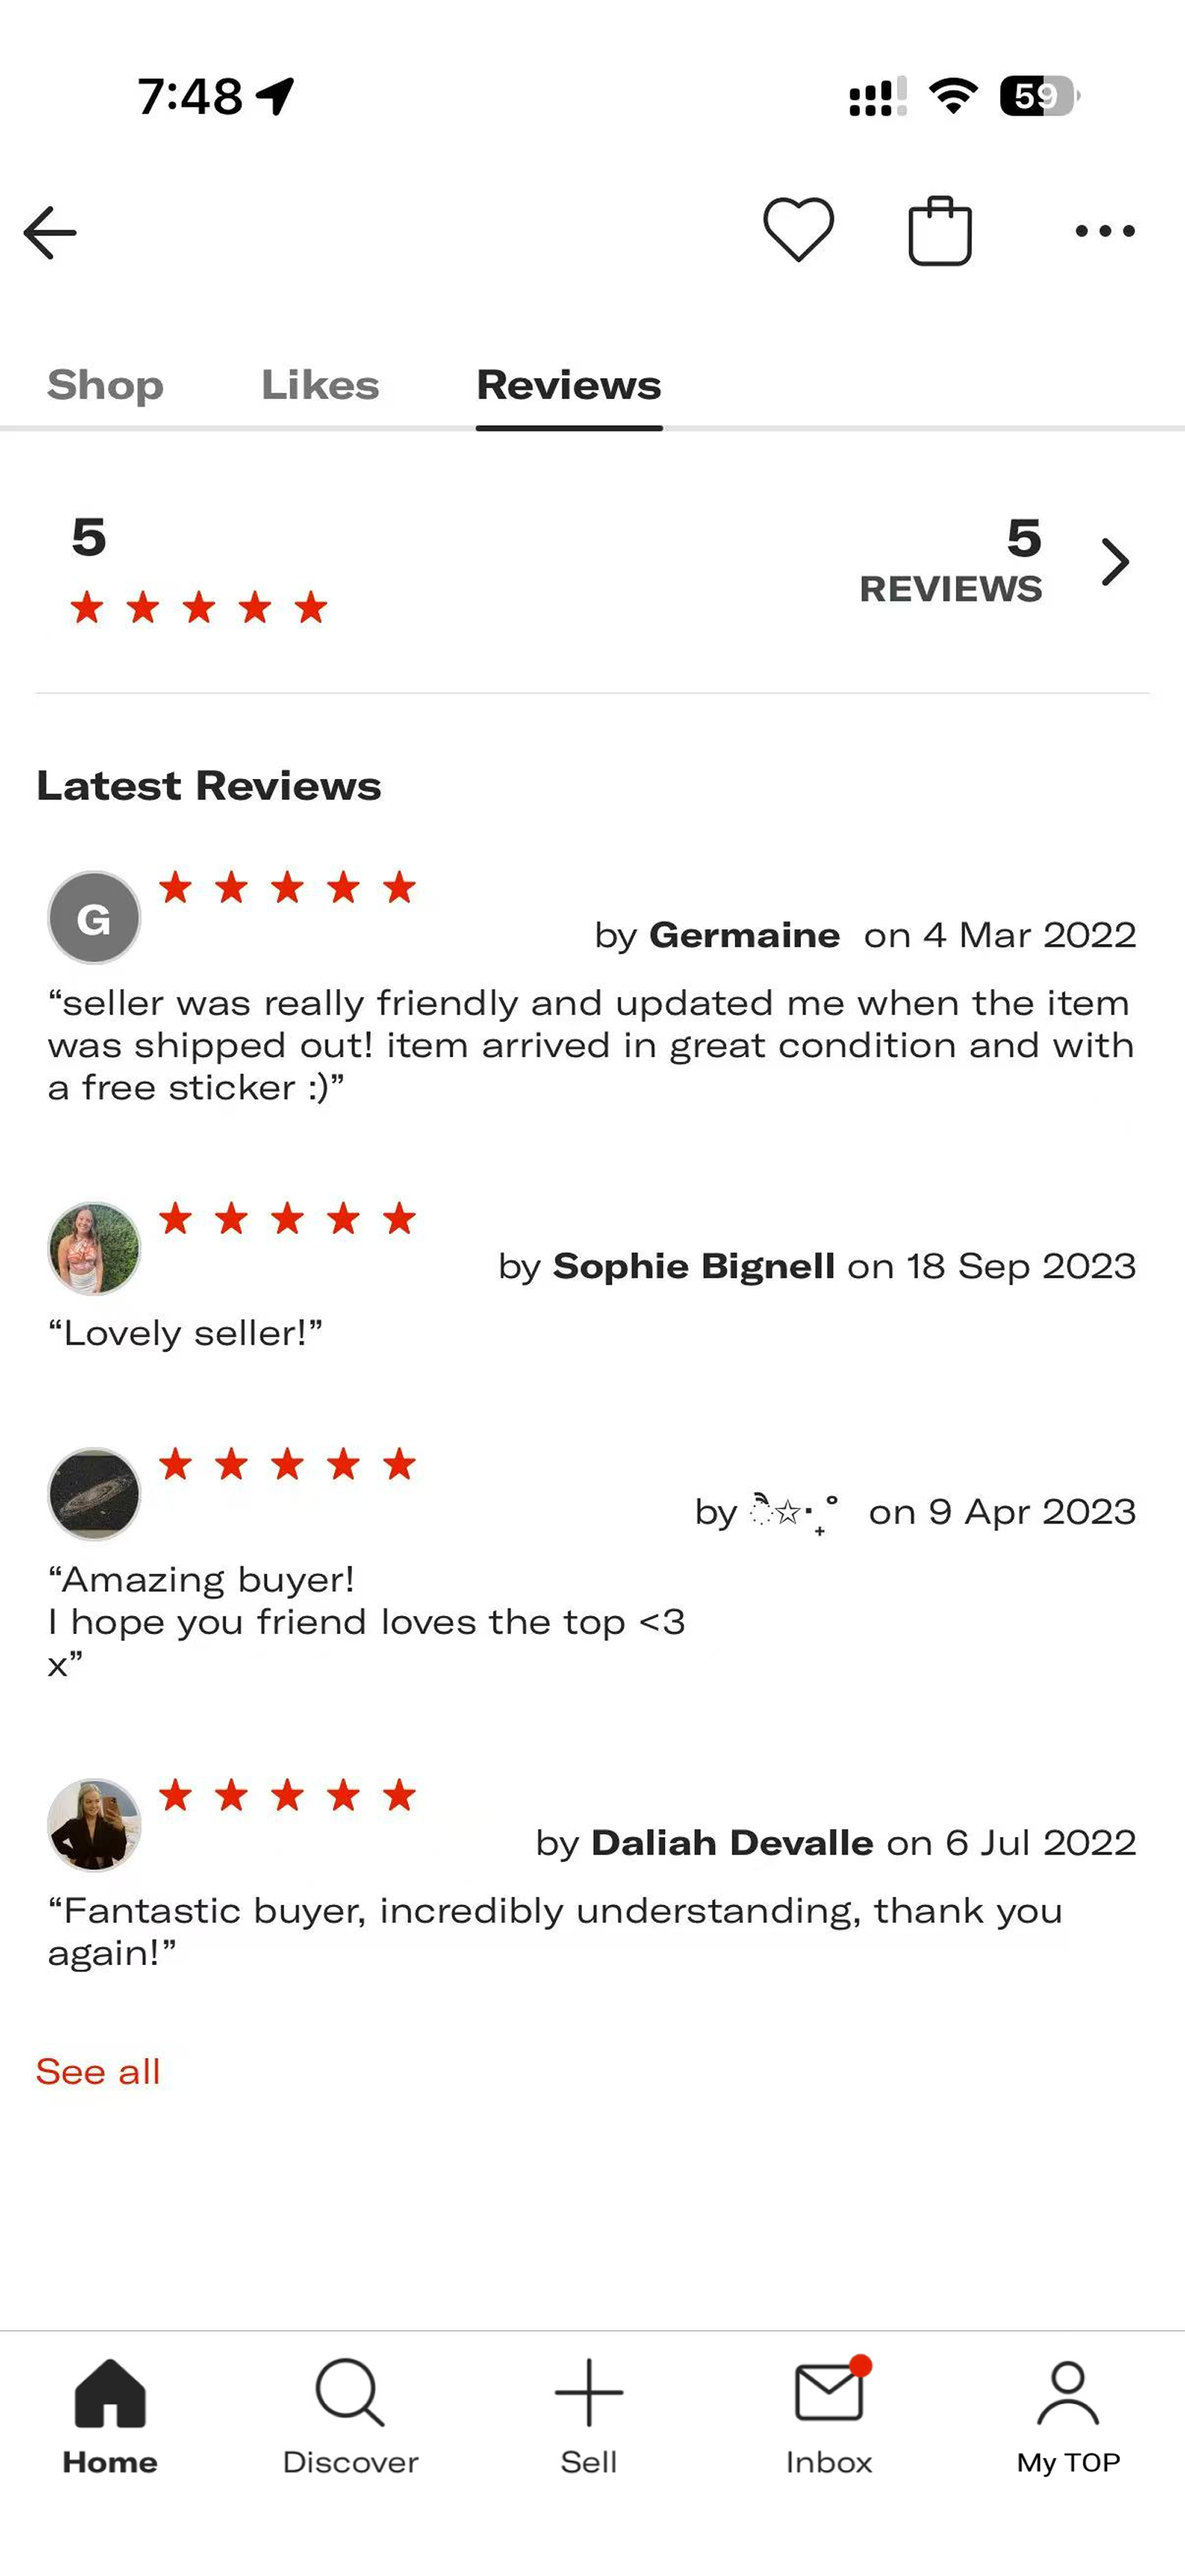 7:48
59
Shop Likes Reviews
5
5
REVIEWS
Latest Reviews
G
by Germaine on 4 Mar 2022
“seller was really friendly and updated me when the item
was shipped out! item arrived in great condition and with
a free sticker :)”
by Sophie Bignell on 18 Sep 2023
“Lovely seller!”
by ☆ on 9 Apr 2023
“Amazing buyer!
I hope you friend loves the top <3
x”
by Daliah Devalle on 6 Jul 2022
“Fantastic buyer, incredibly understanding, thank you
again!”
See all
Home Discover Sell Inbox My TOP